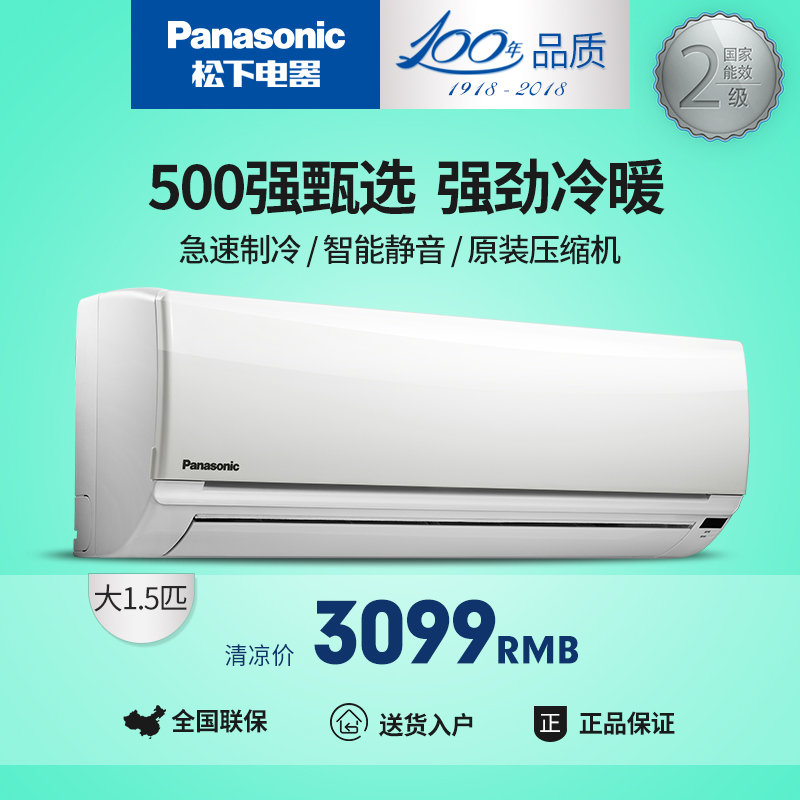 Panasonic
松下电器
100年 品质
1918 - 2018
2
国家
能效
级
500强甄选 强劲冷暖
急速制冷 / 智能静音 / 原装压缩机
Panasonic
大1.5匹
清凉价 3099RMB
全国联保
送货入户
正 正品保证